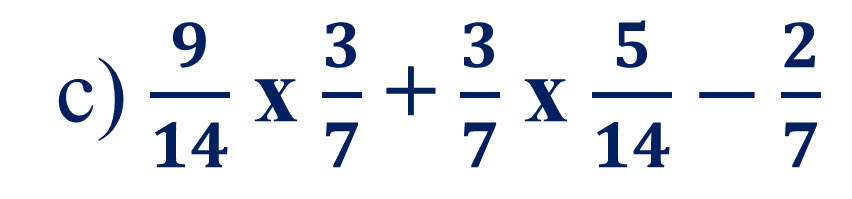 c) 9/14 x 3/7 + 3/7 x 5/14 − 2/7